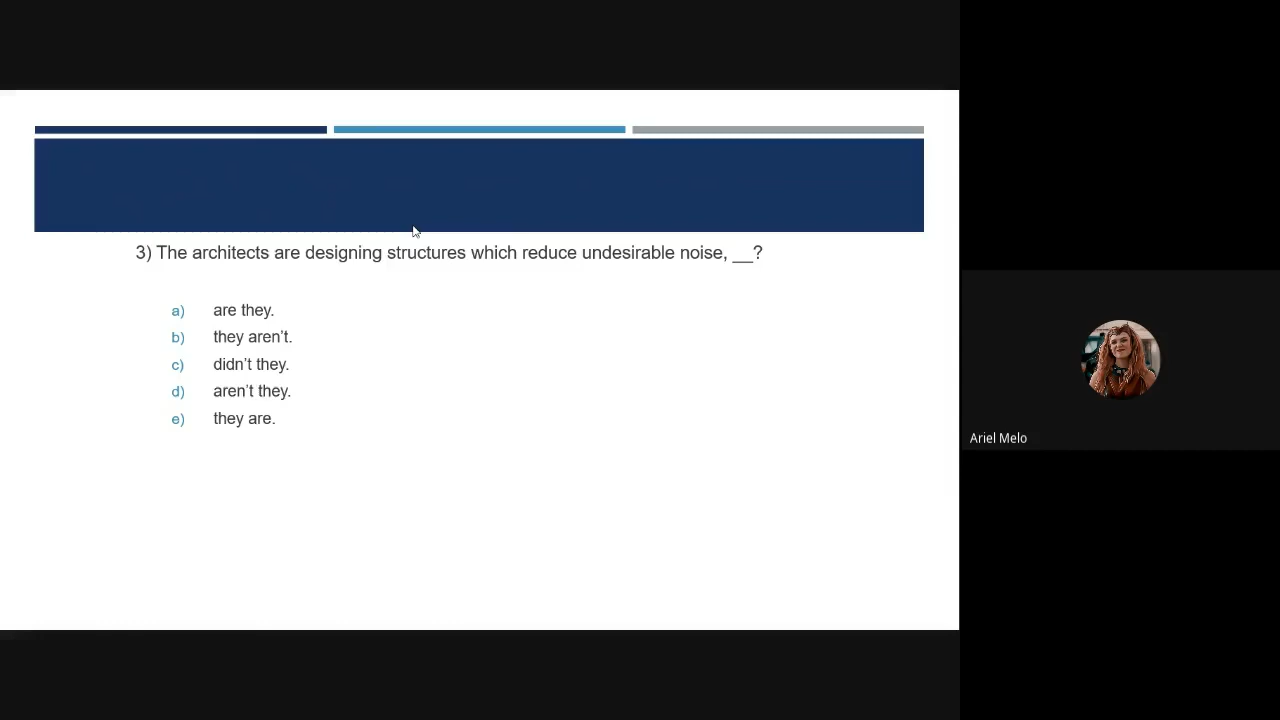 3) The architects are designing structures which reduce undesirable noise, __?
a) are they.
b) they aren’t.
c) didn’t they.
d) aren’t they.
e) they are.
Ariel Melo